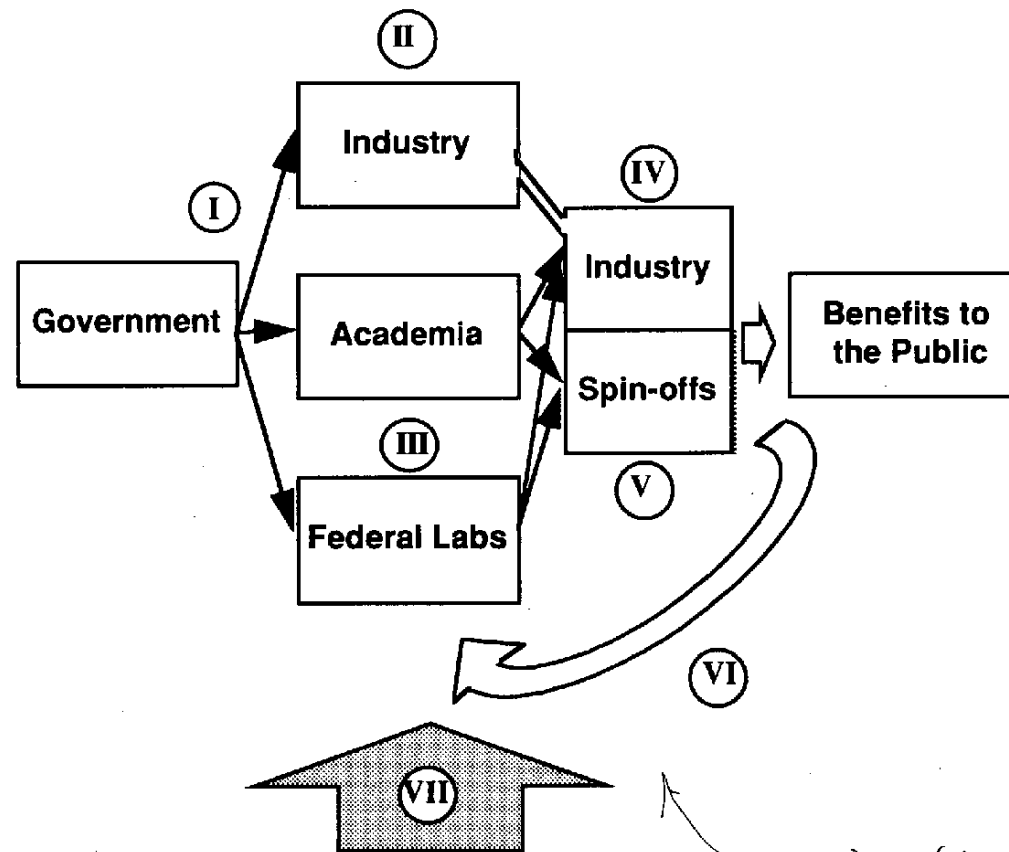 II
Industry
I
IV
Government
Industry
Benefits to
the Public
Academia
Spin-offs
III
V
Federal Labs
VI
VII